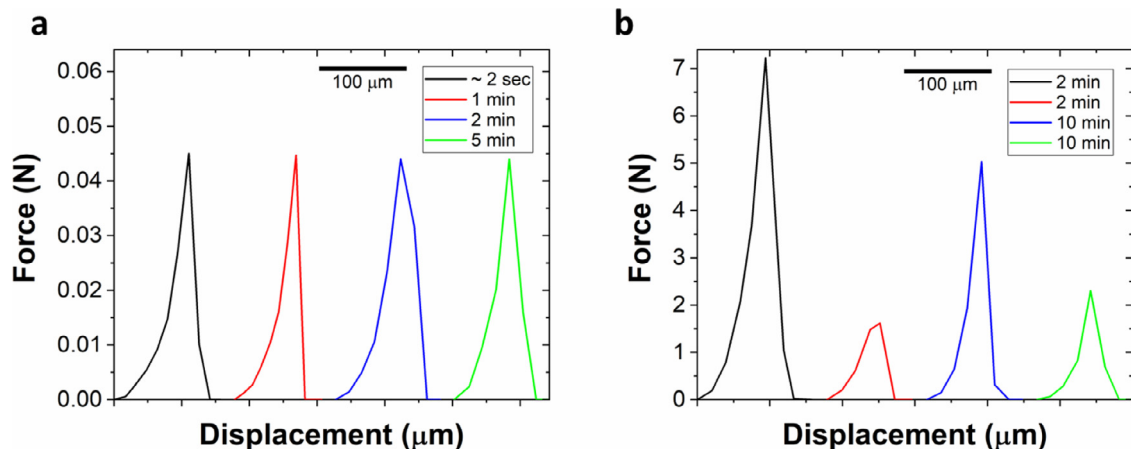 a
0.06
0.05
0.04
0.03
0.02
0.01
0.00
Force (N)
Displacement (μm)
100 μm
~ 2 sec
1 min
2 min
5 min
b
7
6
5
4
3
2
1
0
Force (N)
Displacement (μm)
100 μm
2 min
2 min
10 min
10 min